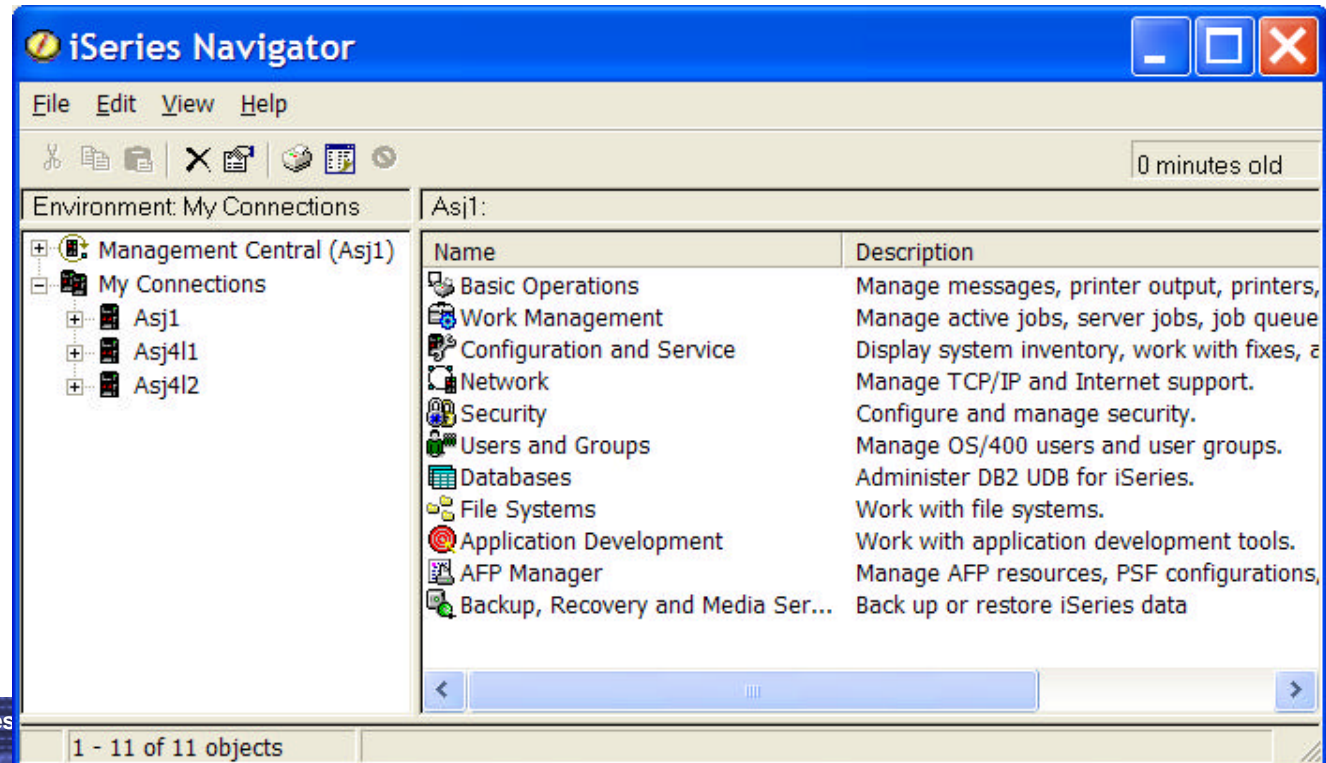 iSeries Navigator
File Edit View Help
0 minutes old
Environment: My Connections
Asj1:
Management Central (Asj1)
My Connections
Asj1
Asj4l1
Asj4l2
Name Description
Basic Operations Manage messages, printer output, printers,
Work Management Manage active jobs, server jobs, job queue
Configuration and Service Display system inventory, work with fixes, a
Network Manage TCP/IP and Internet support.
Security Configure and manage security.
Users and Groups Manage OS/400 users and user groups.
Databases Administer DB2 UDB for iSeries.
File Systems Work with file systems.
Application Development Work with application development tools.
AFP Manager Manage AFP resources, PSF configurations,
Backup, Recovery and Media Ser... Back up or restore iSeries data
es
1 - 11 of 11 objects